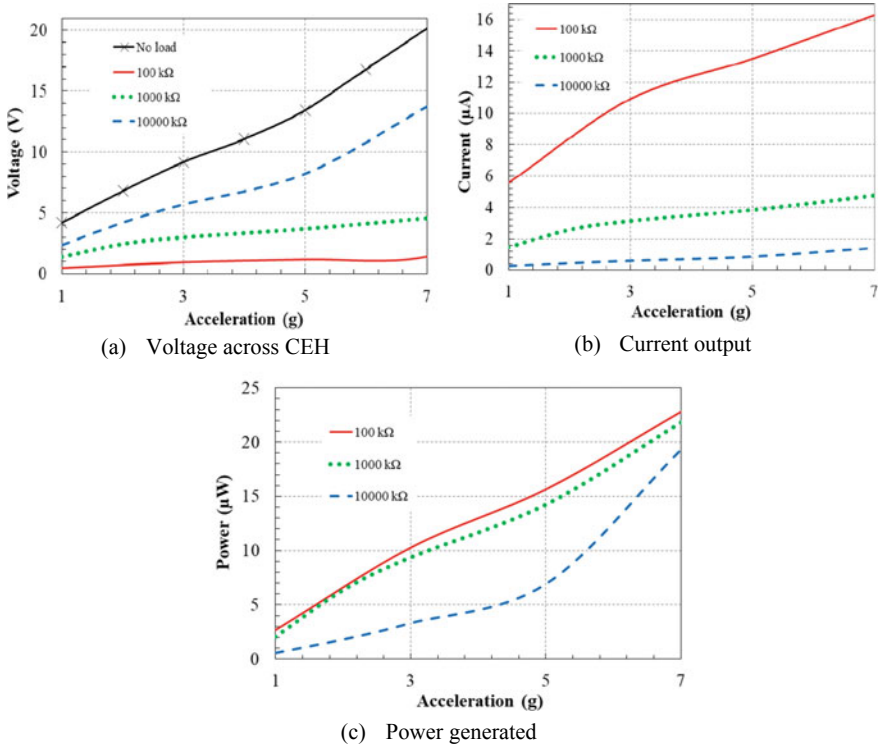 20
15
10
5
0
Voltage (V)
No load
100 kΩ
1000 kΩ
10000 kΩ
1 3 5 7
Acceleration (g)
(a) Voltage across CEH
16
14
12
10
8
6
4
2
0
Current (µA)
100 kΩ
1000 kΩ
10000 kΩ
1 3 5 7
Acceleration (g)
(b) Current output
25
20
15
10
5
0
Power (µW)
100 kΩ
1000 kΩ
10000 kΩ
1 3 5 7
Acceleration (g)
(c) Power generated